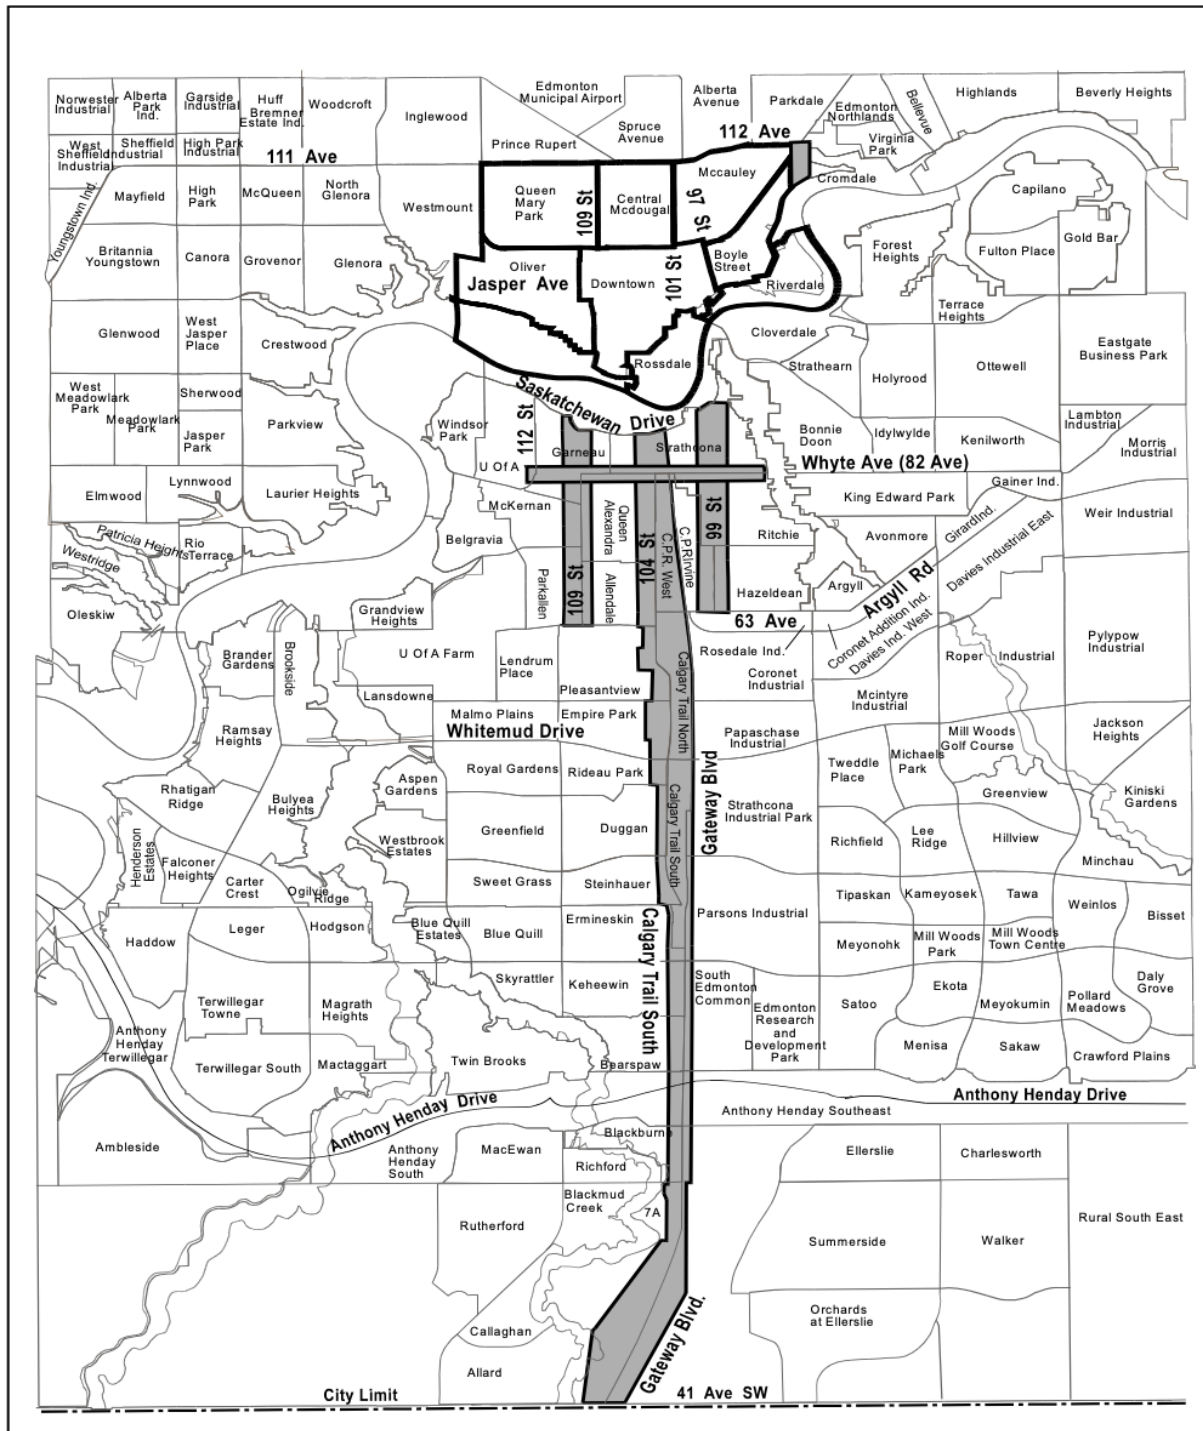 Edmonton
Municipal Airport
Alberta
Avenue
Parkdale
Highlands
Beverly Heights
Norwester
Industrial
Alberta
Park
Ind.
Garside
Industrial
Huff
Bremner
Estate Ind.
Woodcroft
Inglewood
Edmonton
Northlands
Bellevue
Virginia
Park
Spruce
Avenue
112 Ave
Prince Rupert
West
Sheffield
Industrial
Sheffield
Industrial
High Park
Industrial
111 Ave
Mccauley
Cromdale
Youngstown Ind.
Mayfield
High
Park
McQueen
North
Glenora
Westmount
Queen
Mary
Park
109 St
Central
Mcdougal
97 St
Capilano
Britannia
Youngstown
Canora
Grovenor
Glenora
Oliver
Jasper Ave
Downtown
101 St
Boyle
Street
Riverdale
Forest
Heights
Fulton Place
Gold Bar
Glenwood
West
Jasper
Place
Crestwood
Rossdale
Cloverdale
Terrace
Heights
Strathearn
Holyrood
Ottewell
Eastgate
Business Park
West
Meadowlark
Park
Meadowlark
Park
Sherwood
Jasper
Park
Parkview
Windsor
Park
112 St
Saskatchewan Drive
Garneau
Strathcona
Bonnie
Doon
Idylwylde
Kenilworth
Lambton
Industrial
Morris
Industrial
U Of A
Whyte Ave (82 Ave)
Elmwood
Lynnwood
Laurier Heights
McKernan
Queen
Alexandra
99 St
King Edward Park
Gainer Ind.
Weir Industrial
Patricia Heights
Rio
Terrace
Westridge
Oleskiw
Belgravia
Parkallen
109 St
Allendale
104 St
C.P.R. West
C.P.R Irvine
Ritchie
Avonmore
Girard Ind.
Davies Industrial East
Hazeldean
Argyll
Argyll Rd
63 Ave
Grandview
Heights
Rosedale Ind.
Coronet Addition Ind.
Davies Ind. West
Pylypow
Industrial
Brander
Gardens
Brookside
U Of A Farm
Lendrum
Place
Pleasantview
Calgary Trail North
Coronet
Industrial
Roper Industrial
Lansdowne
Mcintyre
Industrial
Ramsay
Heights
Malmo Plains
Empire Park
Whitemud Drive
Papaschase
Industrial
Gateway Blvd
Mill Woods
Golf Course
Jackson
Heights
Tweddle
Place
Michaels
Park
Rhatigan
Ridge
Bulyea
Heights
Aspen
Gardens
Royal Gardens
Rideau Park
Calgary Trail South
Strathcona
Industrial Park
Greenview
Kiniski
Gardens
Henderson
Estates
Falconer
Heights
Westbrook
Estates
Greenfield
Duggan
Richfield
Lee
Ridge
Hillview
Minchau
Carter
Crest
Ogilvie
Ridge
Sweet Grass
Steinhauer
Tipaskan
Kameyosek
Tawa
Weinlos
Bisset
Haddow
Leger
Hodgson
Blue Quill
Estates
Blue Quill
Ermineskin
Calgary Trail South
Parsons Industrial
Meyonohk
Mill Woods
Park
Mill Woods
Town Centre
Skyrattler
Keheewin
South
Edmonton
Common
Edmonton
Research
and
Development
Park
Satoo
Ekota
Meyokumin
Pollard
Meadows
Daly
Grove
Terwillegar
Towne
Magrath
Heights
Anthony
Henday
Terwillegar
Terwillegar South
Mactaggart
Twin Brooks
Bearspaw
Menisa
Sakaw
Crawford Plains
Anthony Henday Drive
Anthony Henday Drive
Anthony Henday Southeast
Ambleside
Anthony
Henday
South
MacEwan
Blackburne
Richford
Ellerslie
Charlesworth
Blackmud
Creek
7A
Rutherford
Summerside
Walker
Rural South East
Callaghan
Allard
Gateway Blvd.
Orchards
at Ellerslie
City Limit
41 Ave SW